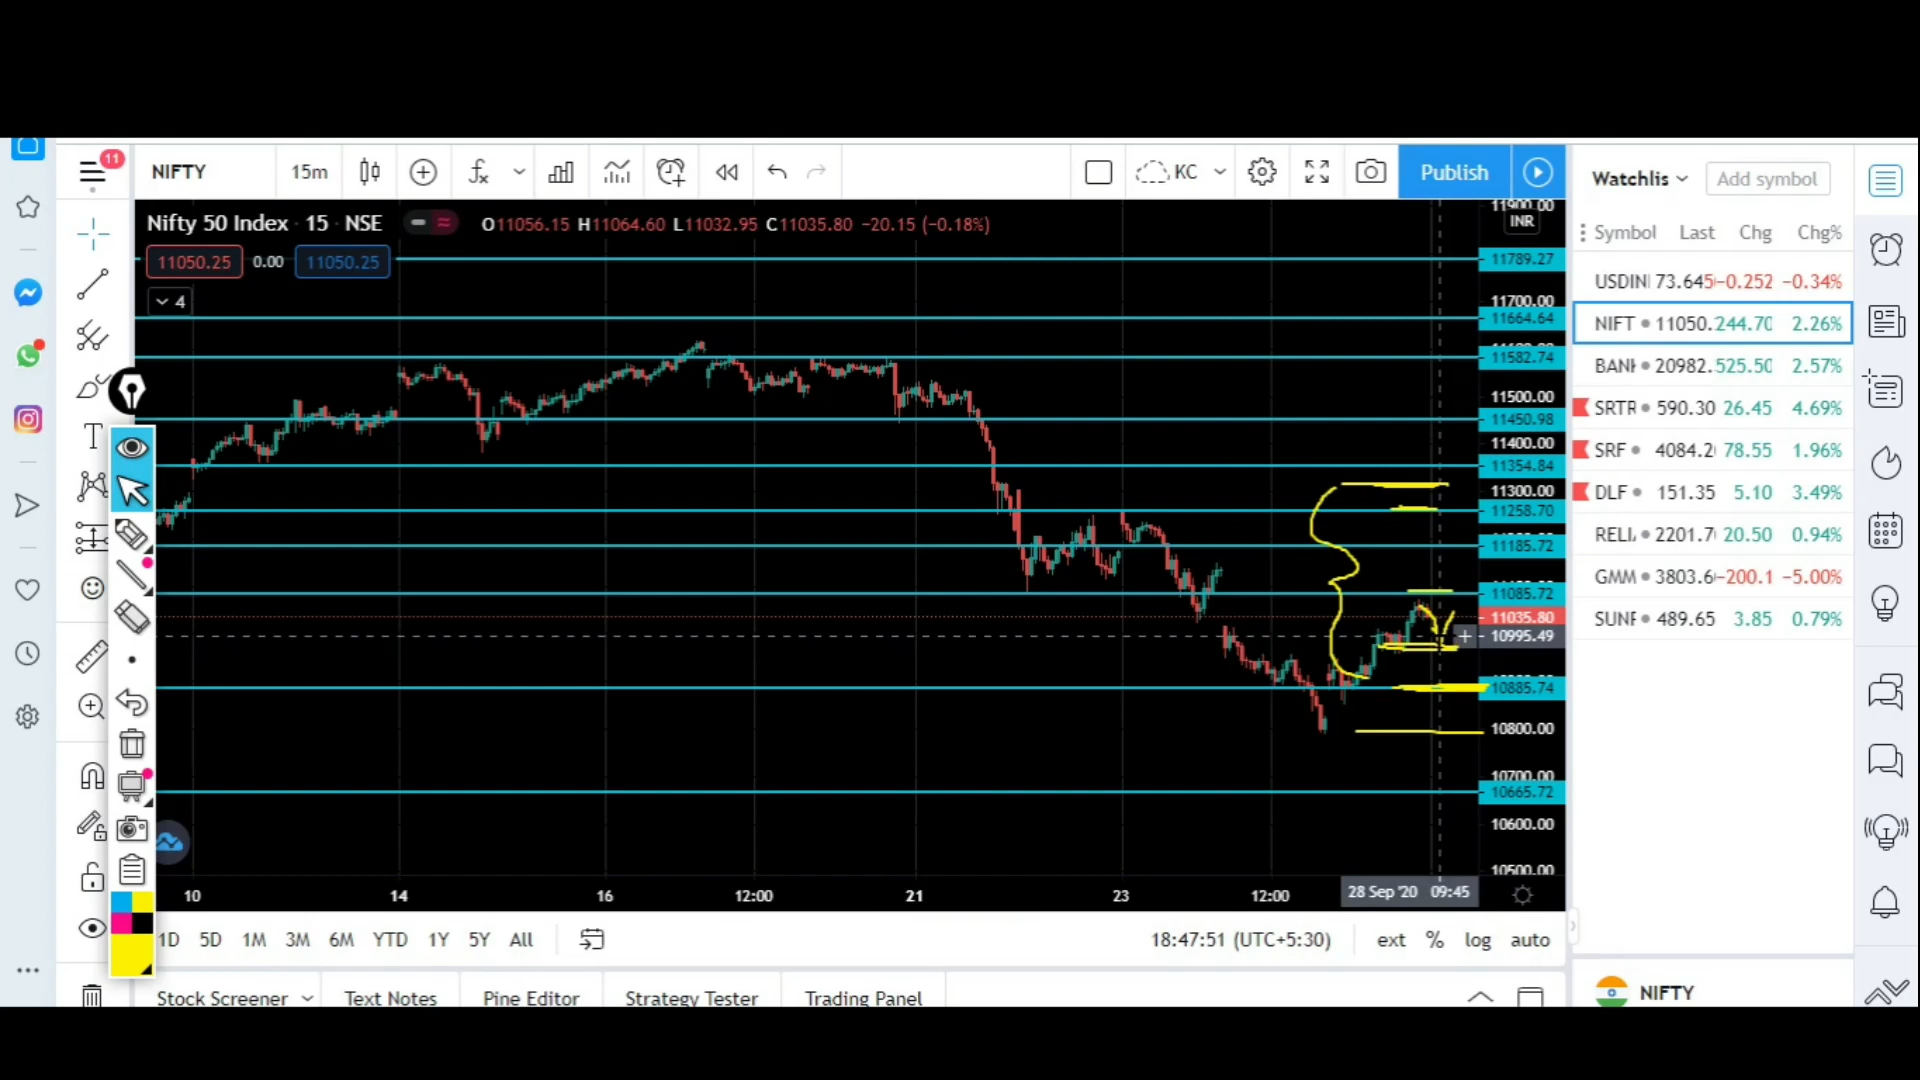 11
NIFTY
15m
KC
Publish
Watchlis
Add symbol
Nifty 50 Index · 15 NSE
O11056.15 H11064.60 L11032.95 C11035.80 −20.15 (−0.18%)
11050.25 0.00 11050.25
4
Symbol Last Chg Chg%
USDIN 73.645 −0.252 −0.34%
NIFT 11050. 244.70 2.26%
BANK 20982. 525.50 2.57%
SRTR 590.30 26.45 4.69%
SRF 4084.2 78.55 1.96%
DLF 151.35 5.10 3.49%
RELI 2201.7 20.50 0.94%
GMM 3803.6 −200.1 −5.00%
SUNF 489.65 3.85 0.79%
11900.00
INR
11789.27
11700.00
11664.64
11582.74
11500.00
11450.98
11400.00
11354.84
11300.00
11258.70
11185.72
11085.72
11035.80
10995.49
10885.74
10800.00
10700.00
10665.72
10600.00
10500.00
10 14 16 12:00 21 23 12:00 28 Sep '20 09:45
1D 5D 1M 3M 6M YTD 1Y 5Y All
18:47:51 (UTC+5:30)
ext % log auto
Stock Screener Text Notes Pine Editor Strategy Tester Trading Panel
NIFTY